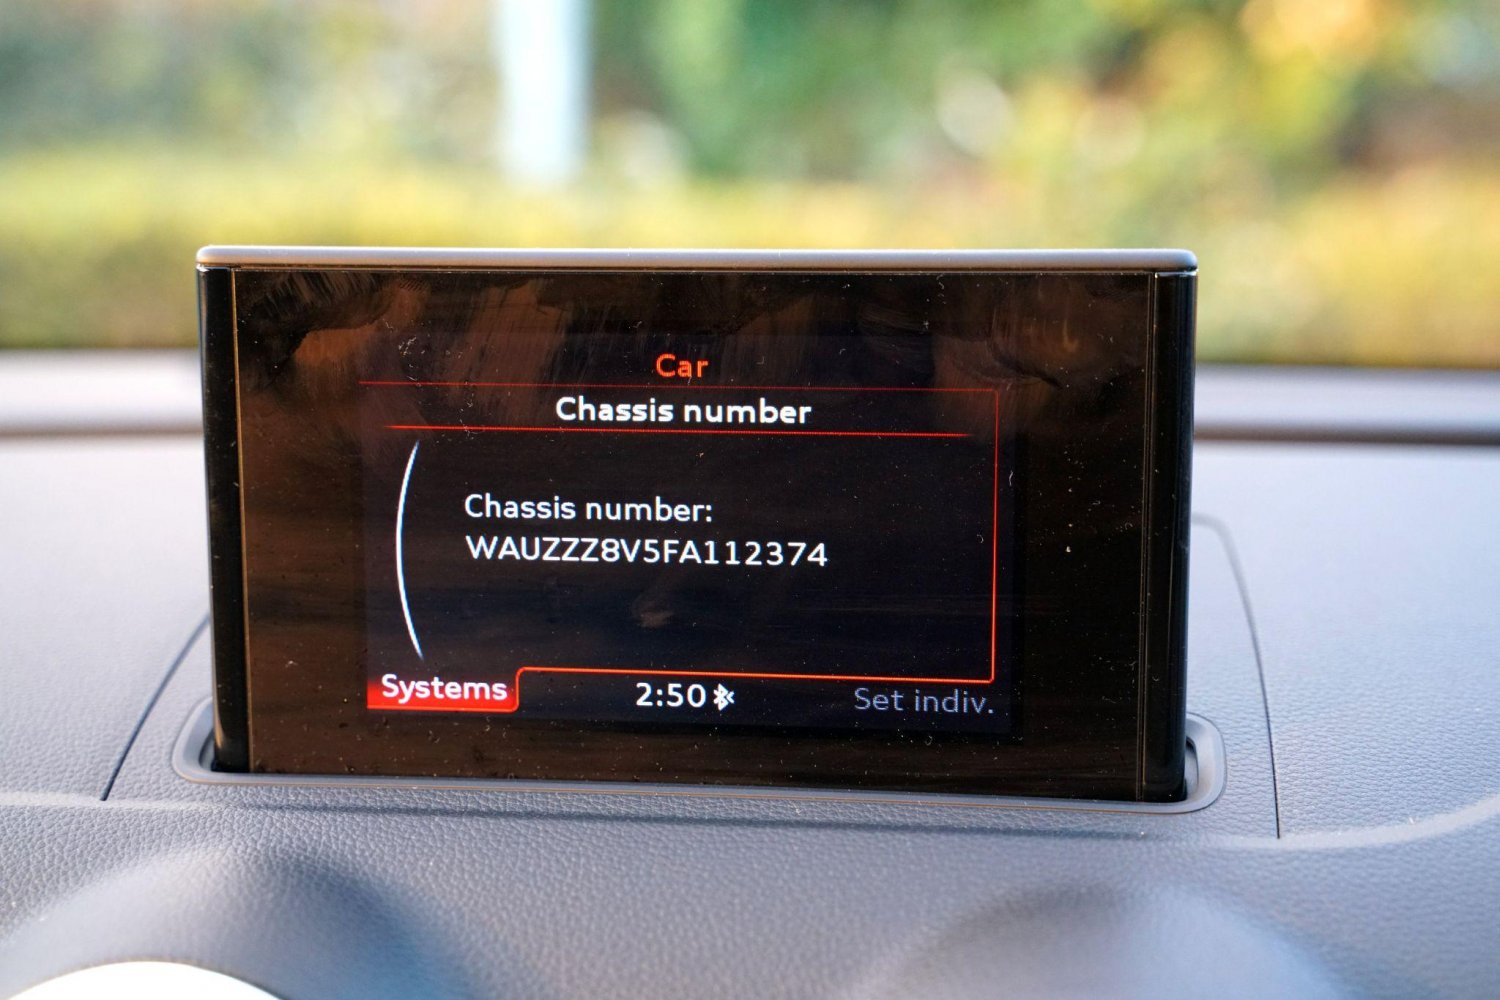 Car
Chassis number
Chassis number:
WAUZZZ8V5FA112374
Systems
2:50
Set indiv.